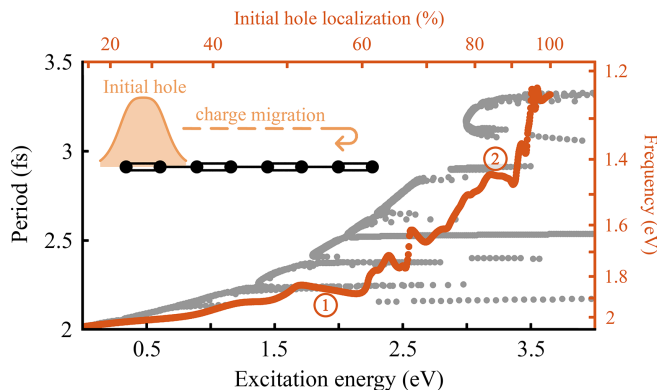 Initial hole localization (%)
20 40 60 80 100
3.5
3
2.5
2
Period (fs)
Initial hole
charge migration
1
2
1.2
1.4
1.6
1.8
2
Frequency (eV)
0.5 1.5 2.5 3.5
Excitation energy (eV)